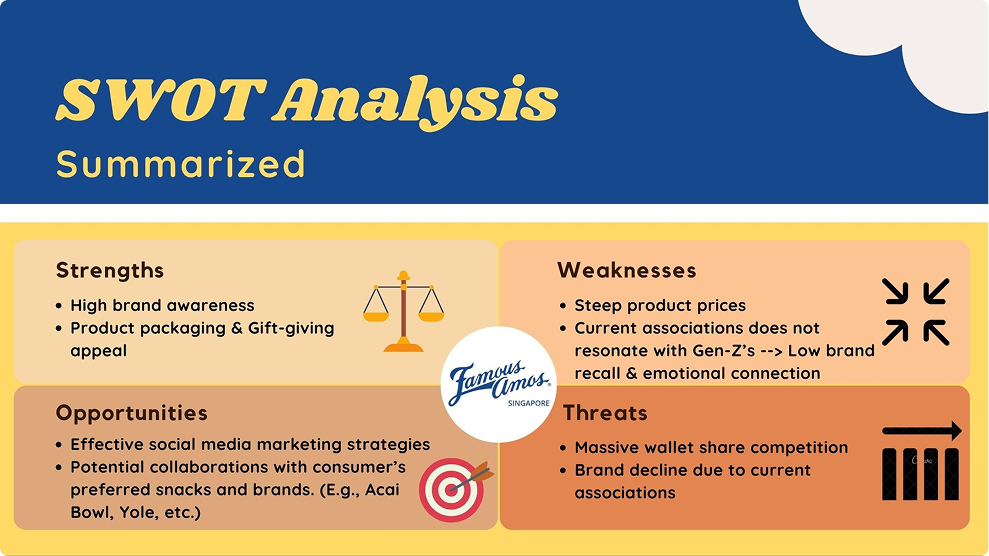 SWOT Analysis
Summarized
Strengths
• High brand awareness
• Product packaging & Gift-giving
appeal
Weaknesses
• Steep product prices
• Current associations does not
resonate with Gen-Z's --> Low brand
recall & emotional connection
Famous
Amos®
SINGAPORE
Opportunities
• Effective social media marketing strategies
• Potential collaborations with consumer's
preferred snacks and brands. (E.g., Acai
Bowl, Yole, etc.)
Threats
• Massive wallet share competition
• Brand decline due to current
associations
Canva